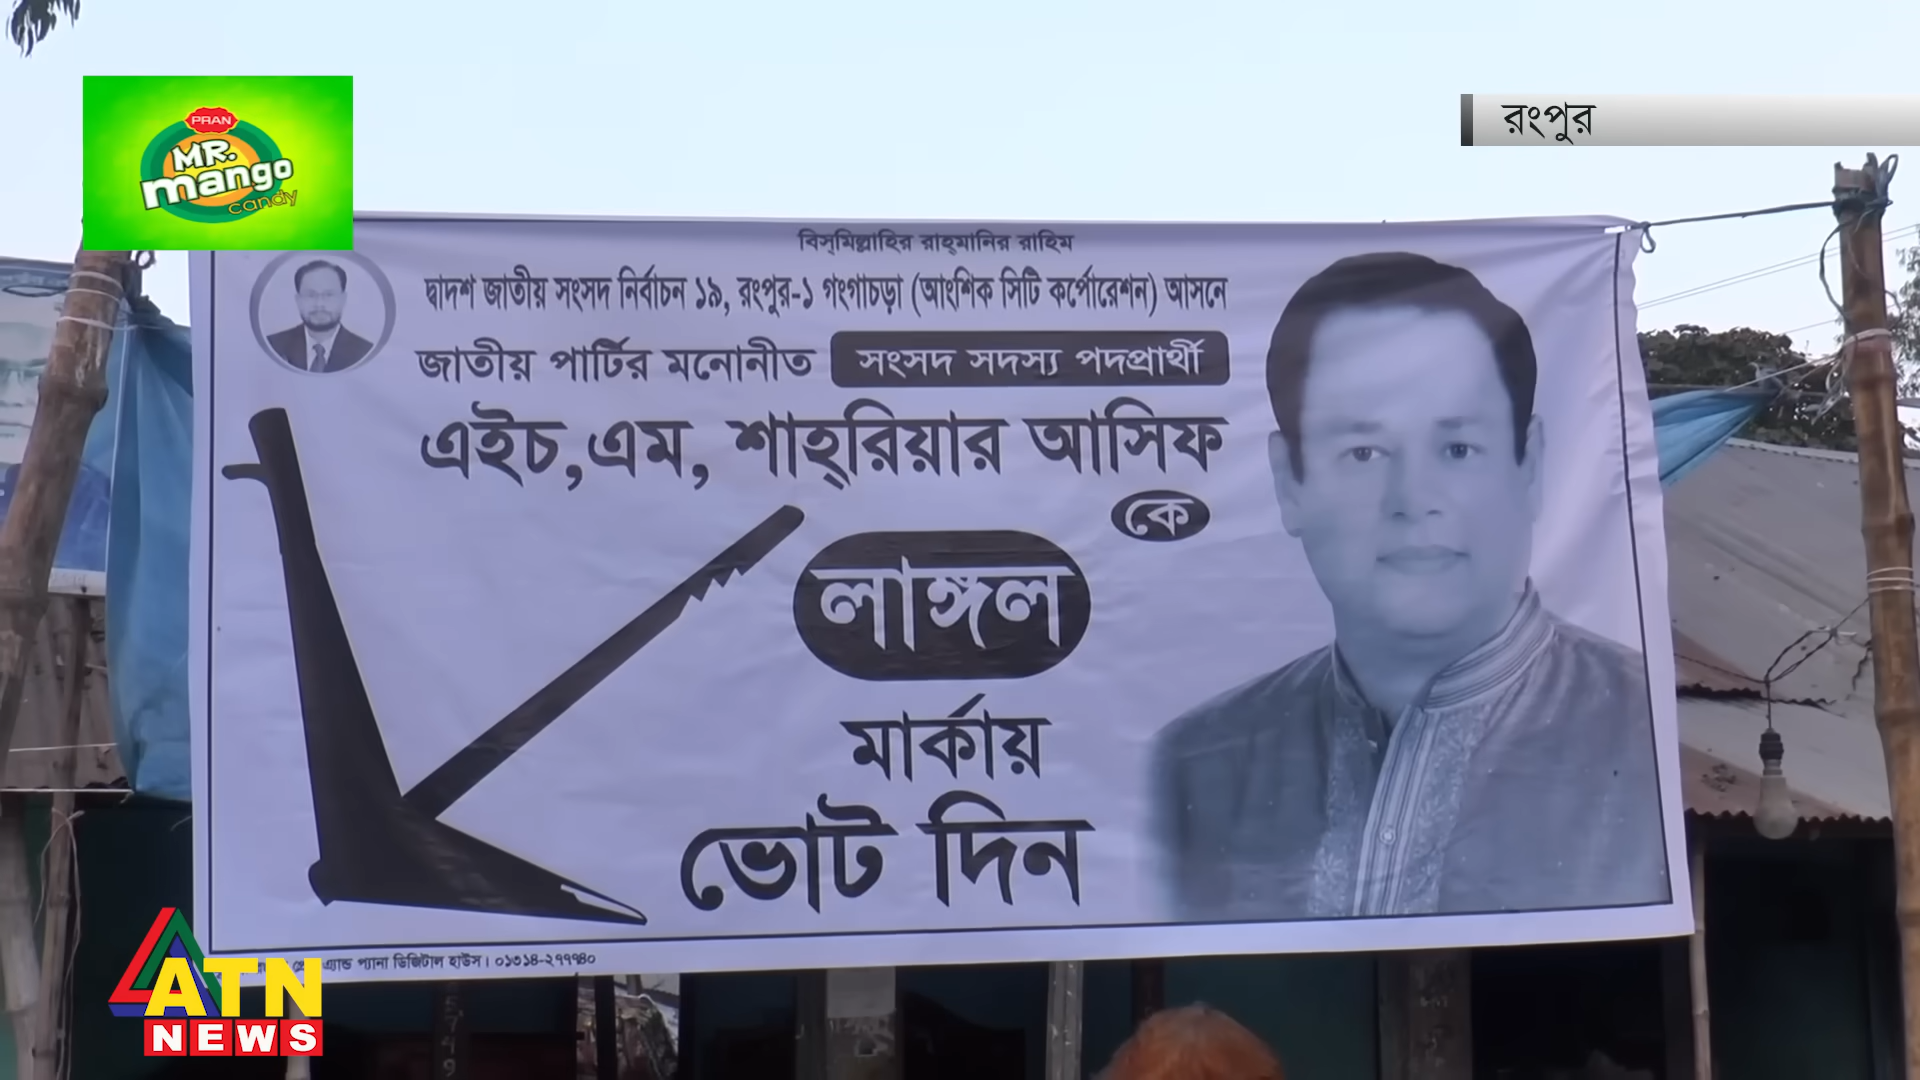 PRAN
MR.
mango
candy
রংপুর
বিস্‌মিল্লাহির রাহ্‌মানির রাহিম
দ্বাদশ জাতীয় সংসদ নির্বাচন ১৯, রংপুর-১ গংগাচড়া (আংশিক সিটি কর্পোরেশন) আসনে
জাতীয় পার্টির মনোনীত সংসদ সদস্য পদপ্রার্থী
এইচ,এম, শাহ্‌রিয়ার আসিফ
কে
লাঙ্গল
মার্কায়
ভোট দিন
এ্যান্ড প্যানা ডিজিটাল হাউস। ০১৩১৪-২৭৭৭৪০
ATN
NEWS